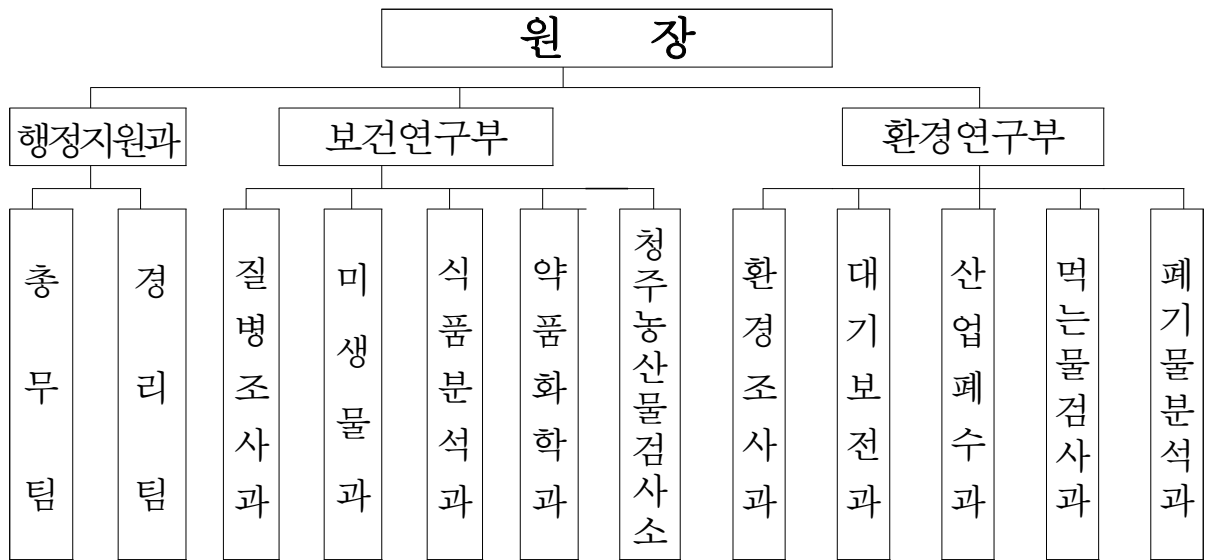 원 장
행정지원과
보건연구부
환경연구부
총무팀
경리팀
질병조사과
미생물과
식품분석과
약품화학과
청주농산물검사소
환경조사과
대기보전과
산업폐수과
먹는물검사과
폐기물분석과